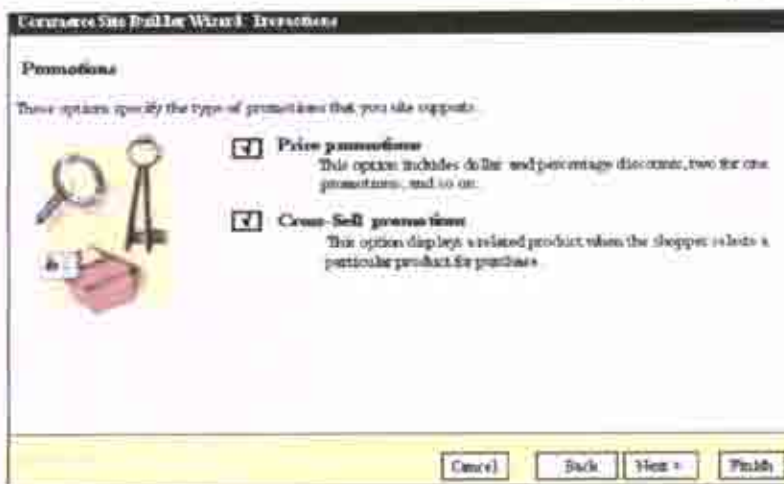 Commerce Site Builder Wizard: Promotions
Promotions
These options specify the type of promotions that you site supports.
Price promotions
This option includes dollar and percentage discounts, two for one
promotions, and so on.
Cross-Sell promotions
This option displays a related product when the shopper selects a
particular product for purchase
Cancel
Back
Next >
Finish